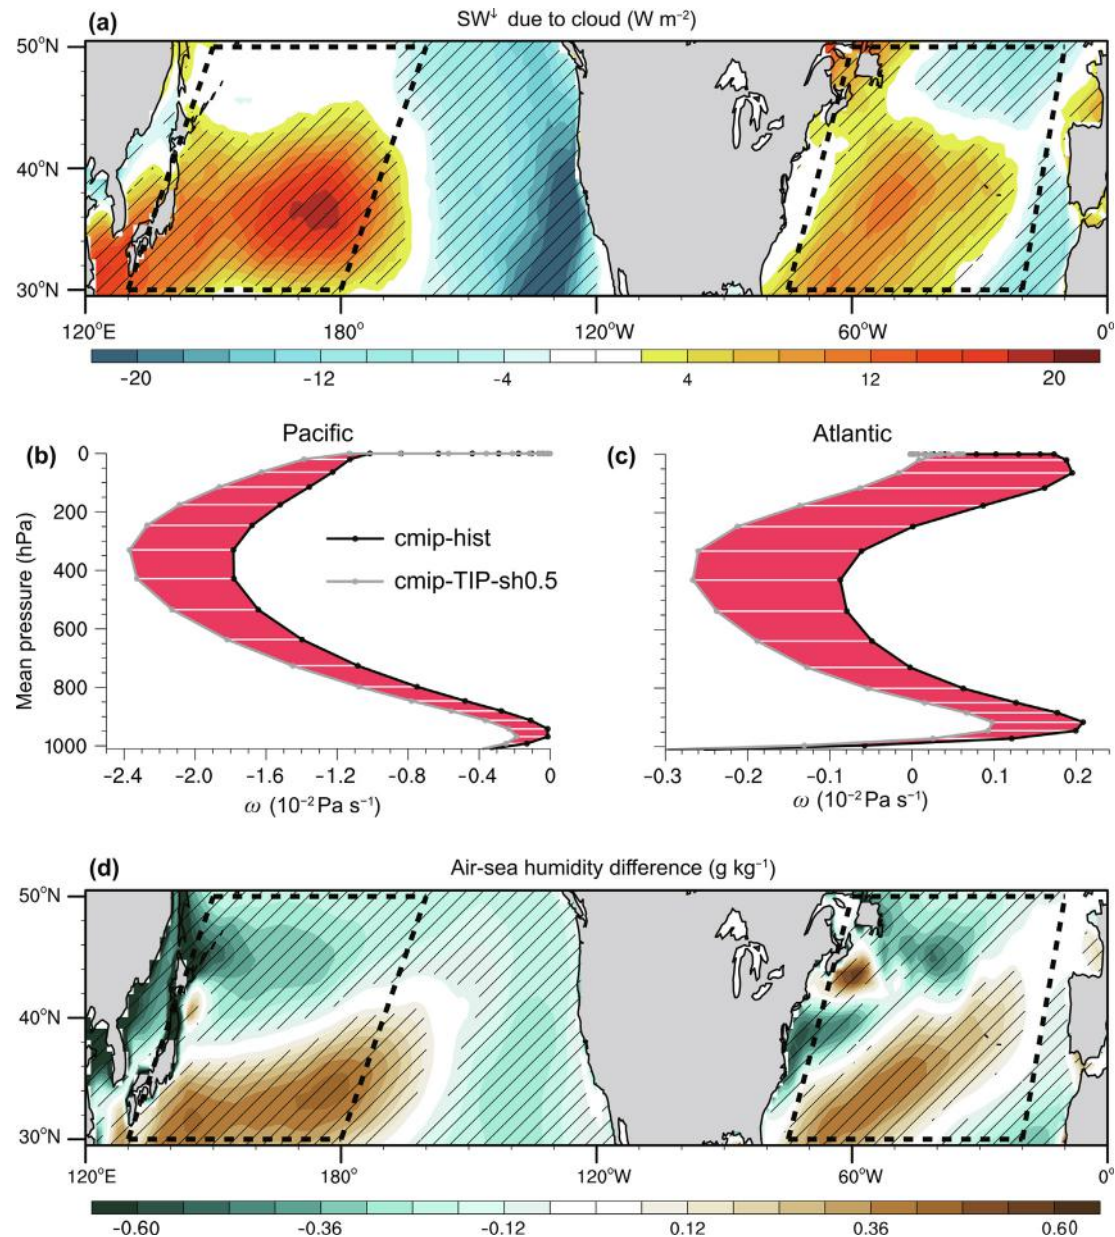 (a) SW↓ due to cloud (W m⁻²)
50°N
40°N
30°N
120°E 180° 120°W 60°W 0°
-20 -12 -4 4 12 20
(b) Pacific
(c) Atlantic
0
200
400
600
800
1000
Mean pressure (hPa)
cmip-hist
cmip-TIP-sh0.5
-2.4 -2 -1.6 -1.2 -0.8 -0.4 0
ω (10⁻² Pa s⁻¹)
-0.3 -0.2 -0.1 0 0.1 0.2
ω (10⁻² Pa s⁻¹)
(d) Air-sea humidity difference (g kg⁻¹)
50°N
40°N
30°N
120°E 180° 120°W 60°W 0°
-0.60 -0.36 -0.12 0.12 0.36 0.60